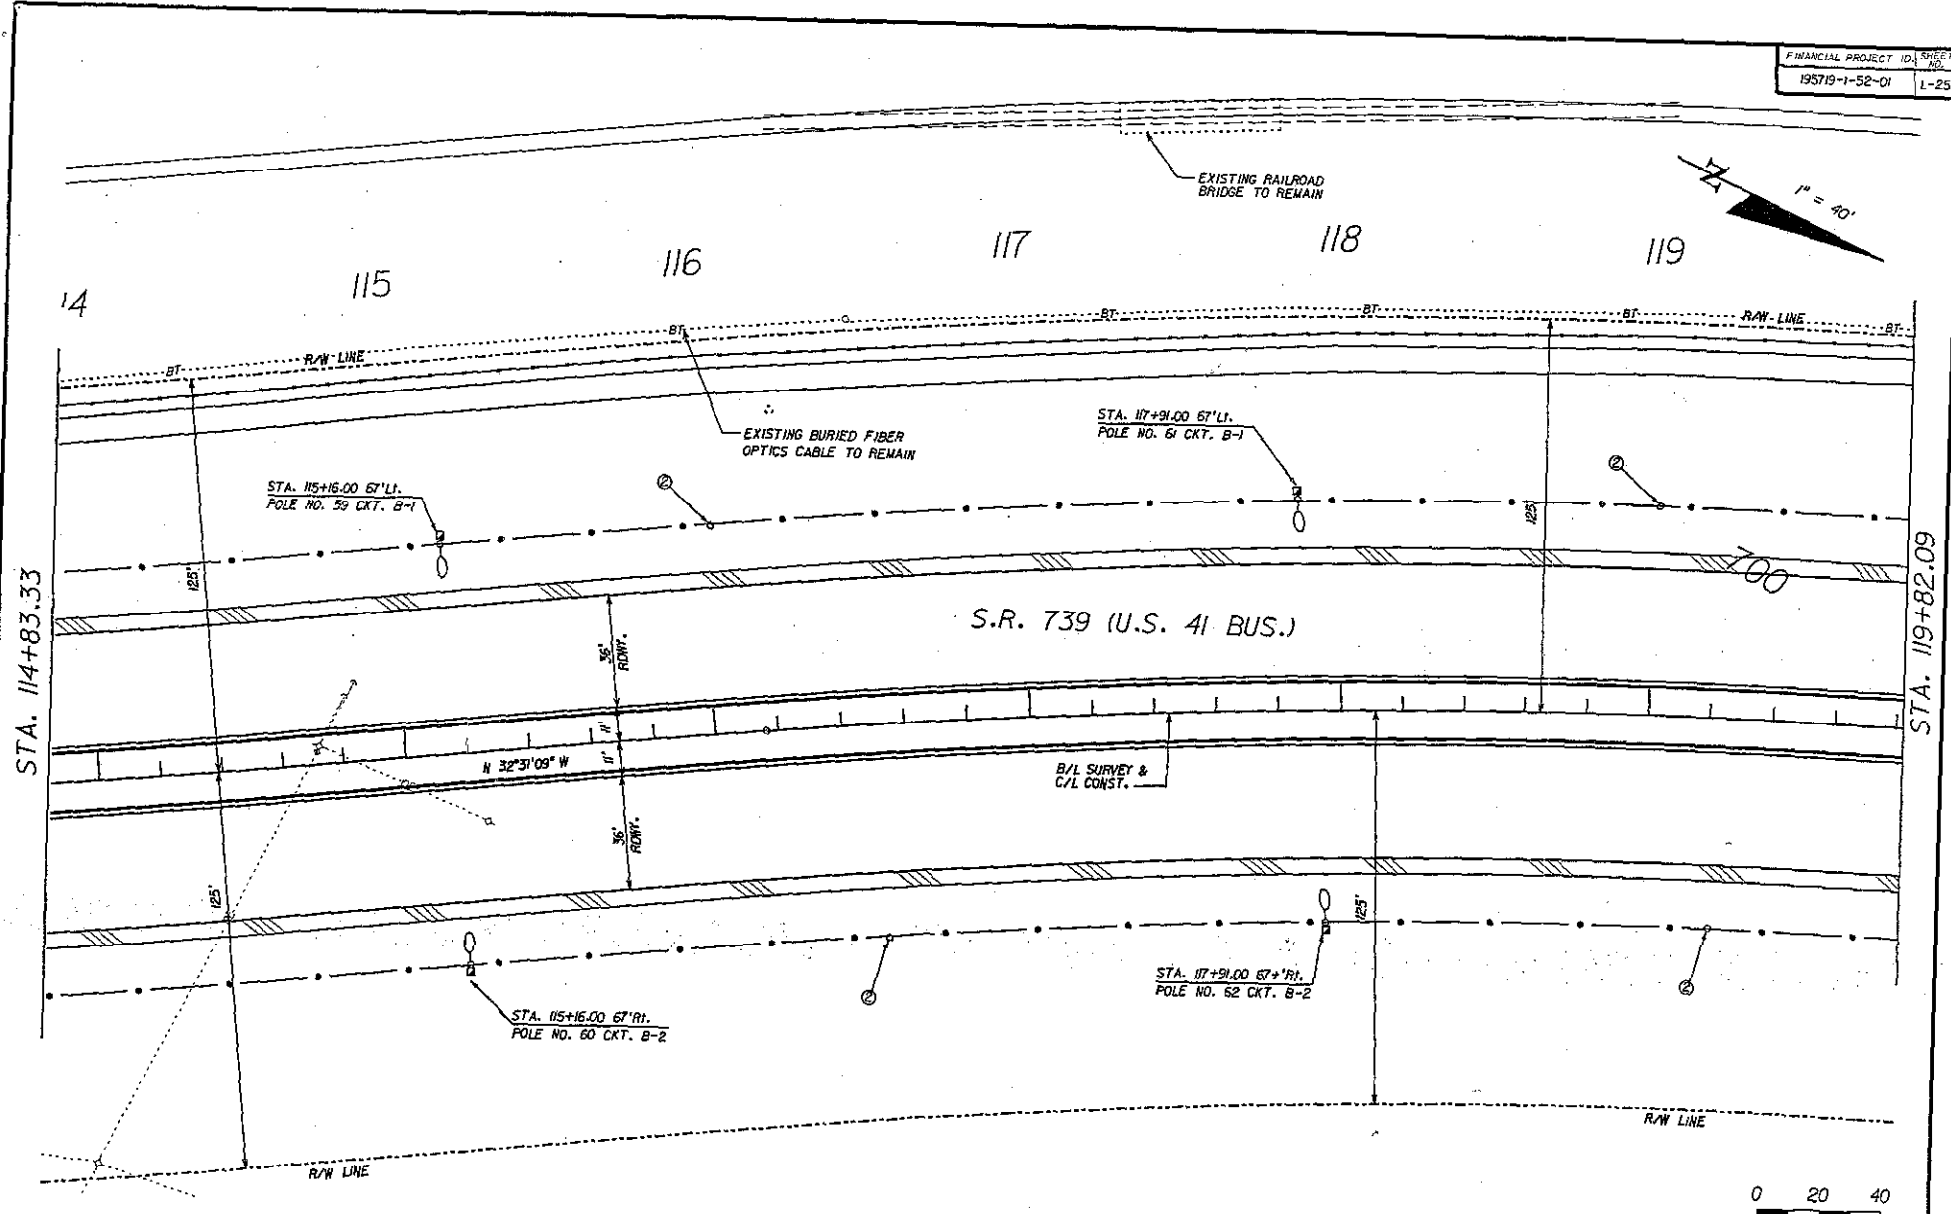 FINANCIAL PROJECT ID.
SHEET NO.
195719-1-52-01
L-25
EXISTING RAILROAD
BRIDGE TO REMAIN
N
1" = 40'
14
115
116
117
118
119
BT
R/W LINE
BT
BT
BT
BT
R/W LINE
BT
EXISTING BURIED FIBER
OPTICS CABLE TO REMAIN
STA. 117+91.00 67'Lt.
POLE NO. 61 CKT. B-1
STA. 115+16.00 67'Lt.
POLE NO. 59 CKT. B-1
2
2
125'
125'
700
STA. 114+83.33
STA. 119+82.09
S.R. 739 (U.S. 41 BUS.)
36'
RDWY.
11'
11'
N 32°31'09" W
B/L SURVEY &
C/L CONST.
36'
RDWY.
125'
125'
STA. 117+91.00 67+'Rt.
POLE NO. 62 CKT. B-2
2
2
STA. 115+16.00 67'Rt.
POLE NO. 60 CKT. B-2
R/W LINE
R/W LINE
0 20 40